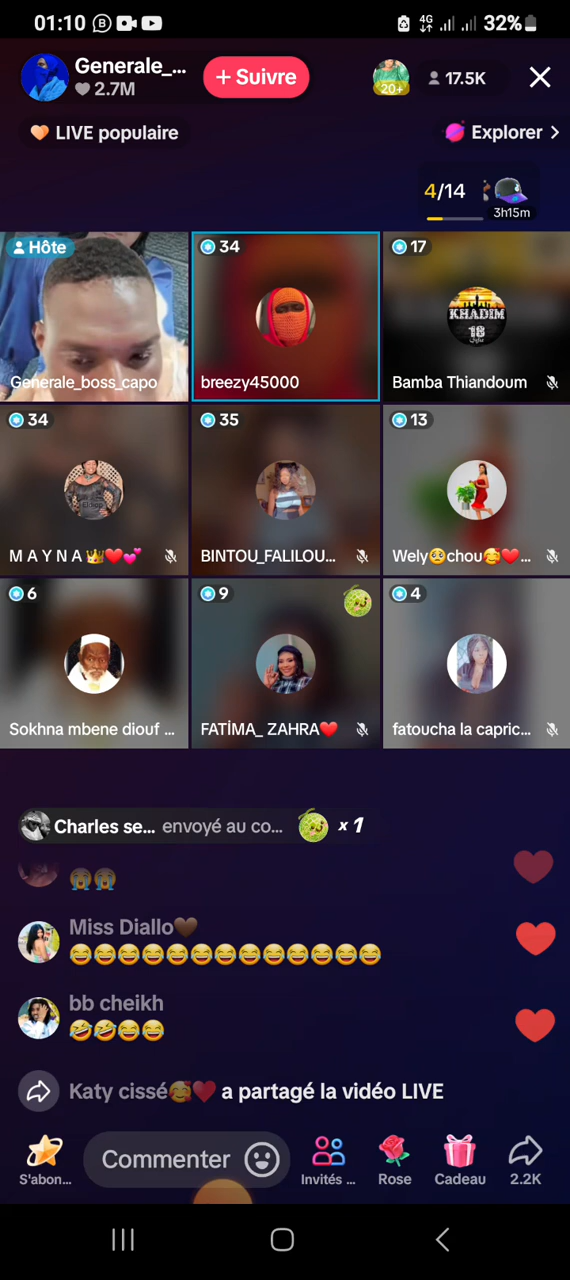 01:10
4G
32%
Generale_...
2.7M
+ Suivre
20+
17.5K
LIVE populaire
Explorer
4/14
3h15m
Hôte
Generale_boss_capo
34
breezy45000
17
KHADIM
18
Bamba Thiandoum
34
M A Y N A 👑❤️💕
35
BINTOU_FALILOU...
13
Wely🥺chou🥰❤️...
6
Sokhna mbene diouf ...
9
FATİMA_ ZAHRA❤️
4
fatoucha la capric...
Charles se... envoyé au co... x 1
😭😭
Miss Diallo🤎
😂😂😂😂😂😂😂😂😂😂😂😂😂
bb cheikh
🤣🤣😂😂
Katy cissé🥰❤️ a partagé la vidéo LIVE
S'abon...
Commenter
Invités ...
Rose
Cadeau
2.2K